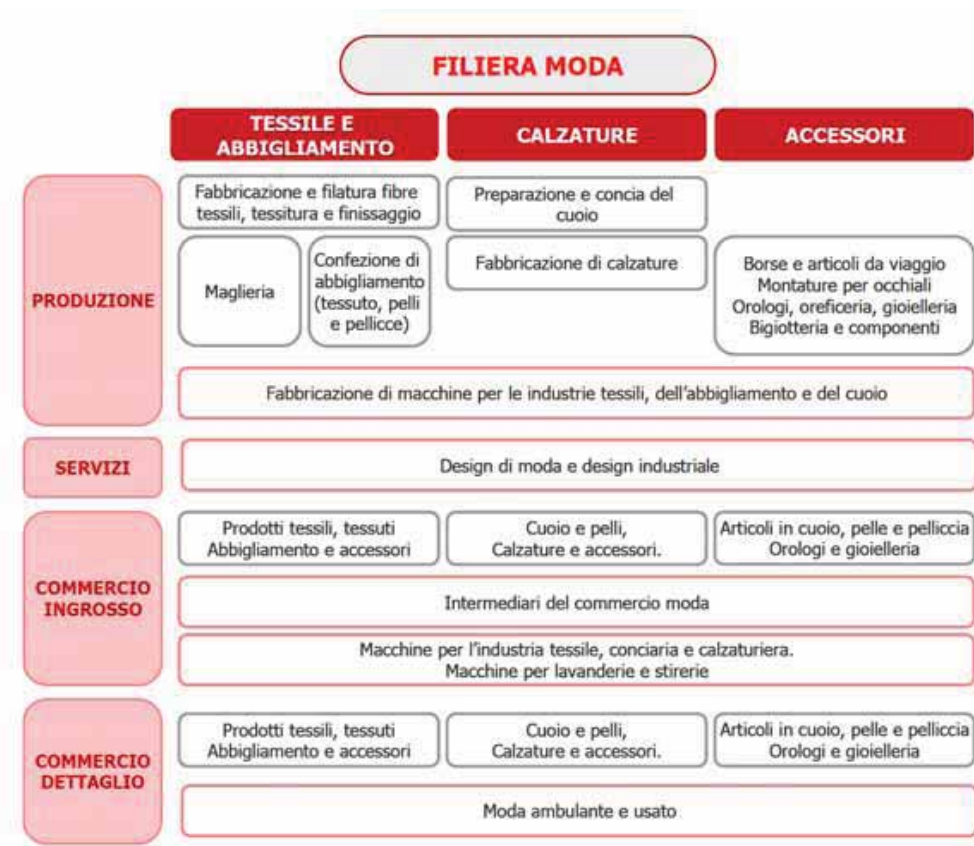 FILIERA MODA
TESSILE E
ABBIGLIAMENTO
CALZATURE
ACCESSORI
PRODUZIONE
Fabbricazione e filatura fibre
tessili, tessitura e finissaggio
Preparazione e concia del
cuoio
Maglieria
Confezione di
abbigliamento
(tessuto, pelli
e pellicce)
Fabbricazione di calzature
Borse e articoli da viaggio
Montature per occhiali
Orologi, oreficeria, gioielleria
Bigiotteria e componenti
Fabbricazione di macchine per le industrie tessili, dell'abbigliamento e del cuoio
SERVIZI
Design di moda e design industriale
COMMERCIO
INGROSSO
Prodotti tessili, tessuti
Abbigliamento e accessori
Cuoio e pelli,
Calzature e accessori.
Articoli in cuoio, pelle e pelliccia
Orologi e gioielleria
Intermediari del commercio moda
Macchine per l'industria tessile, conciaria e calzaturiera.
Macchine per lavanderie e stirerie
COMMERCIO
DETTAGLIO
Prodotti tessili, tessuti
Abbigliamento e accessori
Cuoio e pelli,
Calzature e accessori.
Articoli in cuoio, pelle e pelliccia
Orologi e gioielleria
Moda ambulante e usato